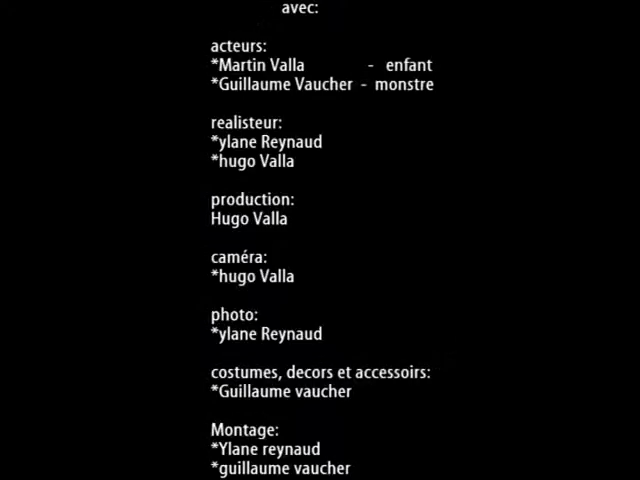 avec:
acteurs:
*Martin Valla - enfant
*Guillaume Vaucher - monstre
realisteur:
*ylane Reynaud
*hugo Valla
production:
Hugo Valla
caméra:
*hugo Valla
photo:
*ylane Reynaud
costumes, decors et accessoirs:
*Guillaume vaucher
Montage:
*Ylane reynaud
*guillaume vaucher